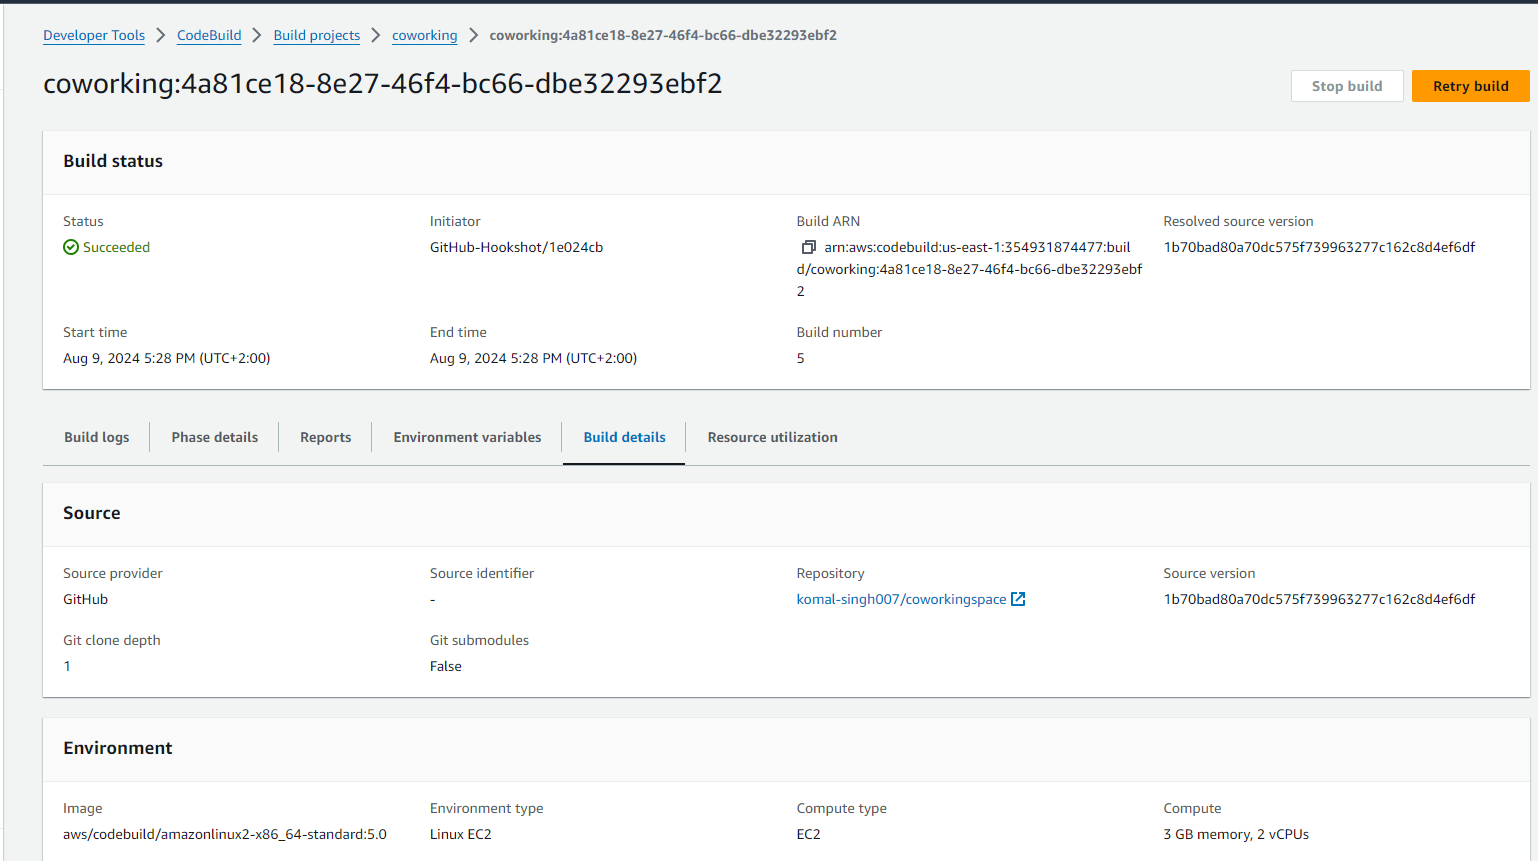 Developer Tools > CodeBuild > Build projects > coworking > coworking:4a81ce18-8e27-46f4-bc66-dbe32293ebf2
coworking:4a81ce18-8e27-46f4-bc66-dbe32293ebf2
Stop build
Retry build
Build status
Status
Succeeded
Initiator
GitHub-Hookshot/1e024cb
Build ARN
arn:aws:codebuild:us-east-1:354931874477:buil
d/coworking:4a81ce18-8e27-46f4-bc66-dbe32293ebf
2
Resolved source version
1b70bad80a70dc575f739963277c162c8d4ef6df
Start time
Aug 9, 2024 5:28 PM (UTC+2:00)
End time
Aug 9, 2024 5:28 PM (UTC+2:00)
Build number
5
Build logs
Phase details
Reports
Environment variables
Build details
Resource utilization
Source
Source provider
GitHub
Source identifier
-
Repository
komal-singh007/coworkingspace
Source version
1b70bad80a70dc575f739963277c162c8d4ef6df
Git clone depth
1
Git submodules
False
Environment
Image
aws/codebuild/amazonlinux2-x86_64-standard:5.0
Environment type
Linux EC2
Compute type
EC2
Compute
3 GB memory, 2 vCPUs